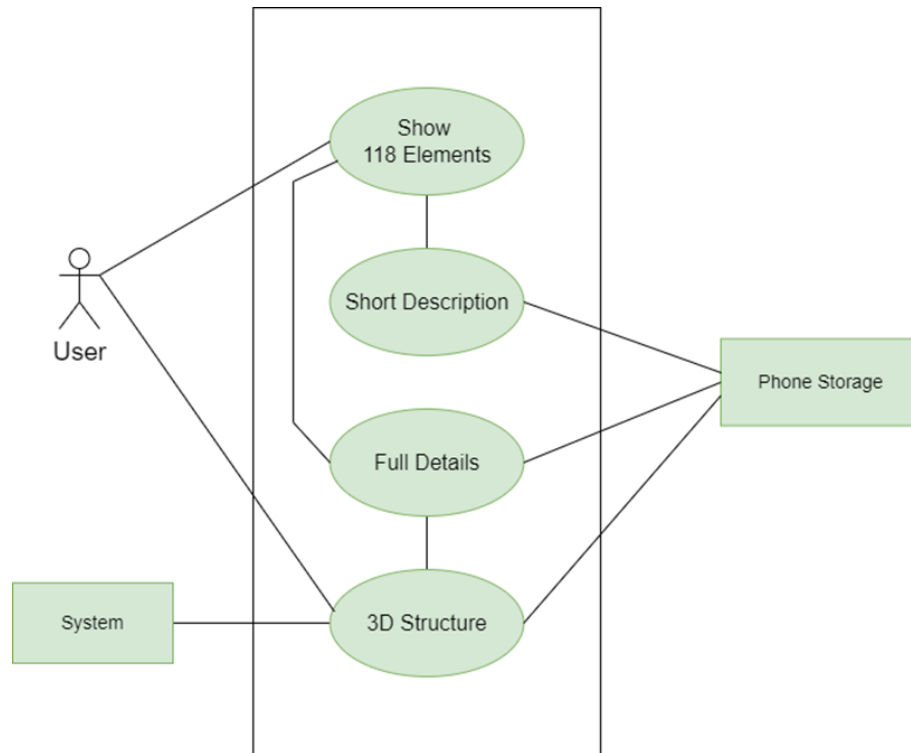 Show
118 Elements
Short Description
User
Phone Storage
Full Details
System
3D Structure